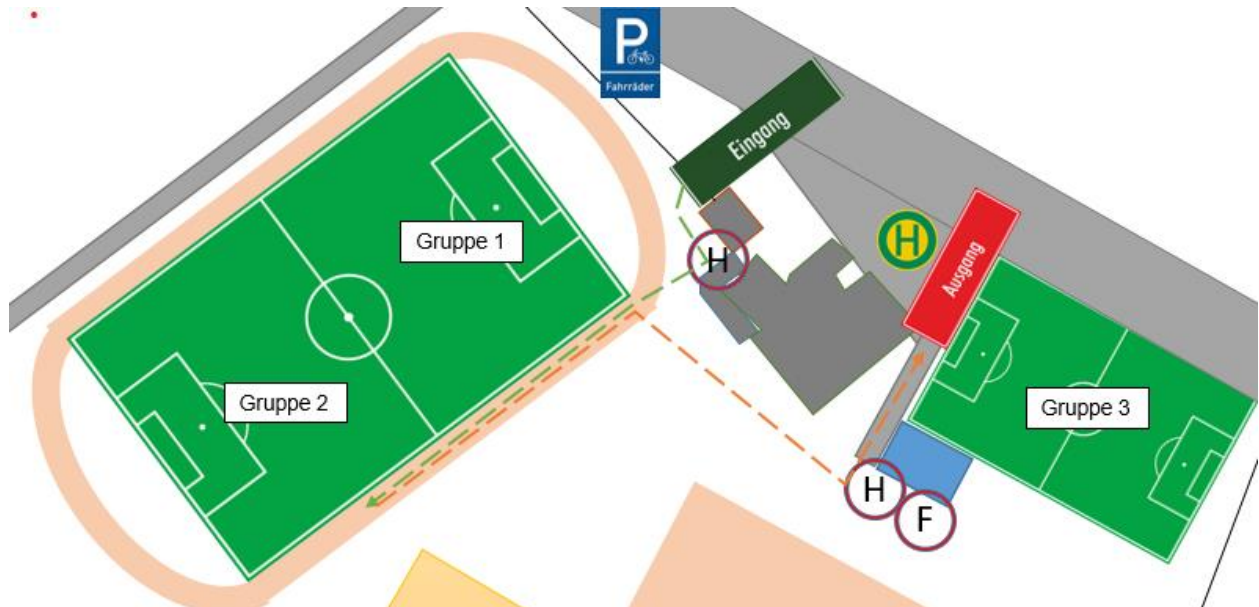 P
Fahrräder
Eingang
H
Ausgang
H
Gruppe 1
Gruppe 2
Gruppe 3
H
F